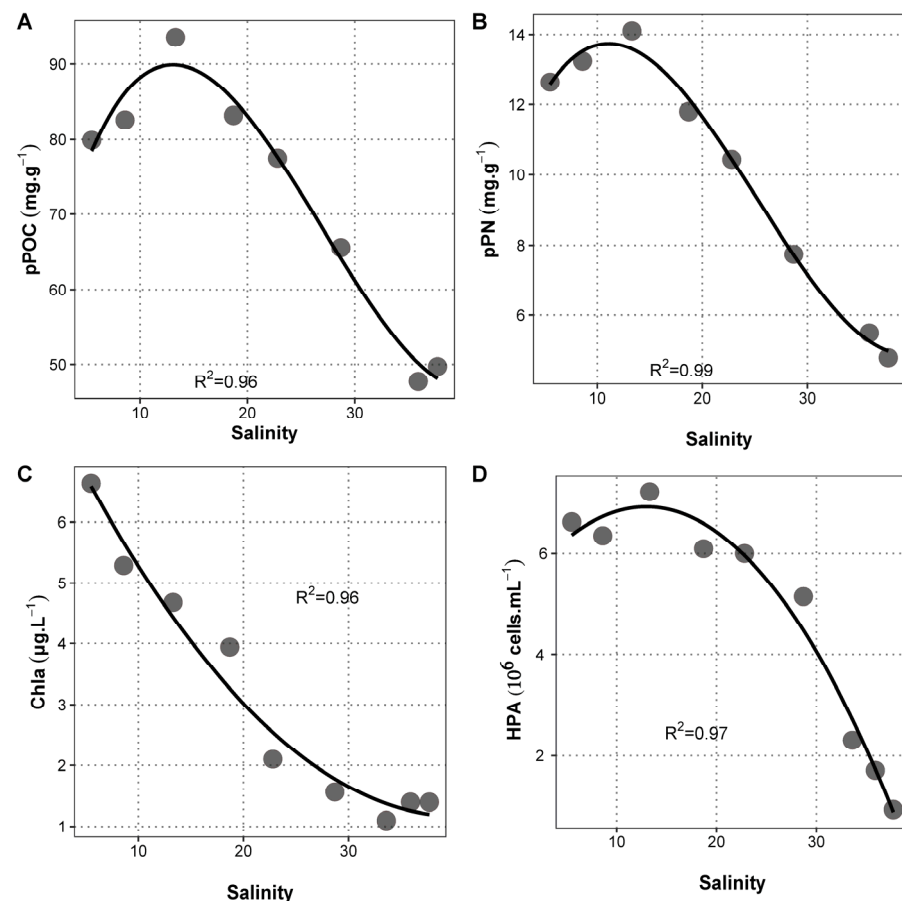 A
pPOC (mg.g⁻¹)
90
80
70
60
50
R²=0.96
10
20
30
Salinity
B
pPN (mg.g⁻¹)
14
12
10
8
6
R²=0.99
10
20
30
Salinity
C
Chla (µg.L⁻¹)
6
5
4
3
2
1
R²=0.96
10
20
30
Salinity
D
HPA (10⁶ cells.mL⁻¹)
6
4
2
R²=0.97
10
20
30
Salinity